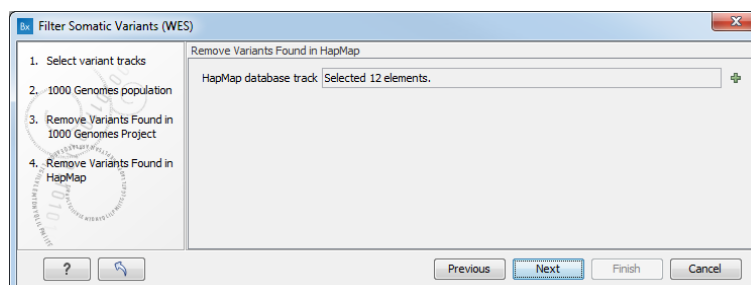 Bx Filter Somatic Variants (WES)
1. Select variant tracks
2. 1000 Genomes population
3. Remove Variants Found in
1000 Genomes Project
4. Remove Variants Found in
HapMap
Remove Variants Found in HapMap
HapMap database track Selected 12 elements.
?
Previous
Next
Finish
Cancel